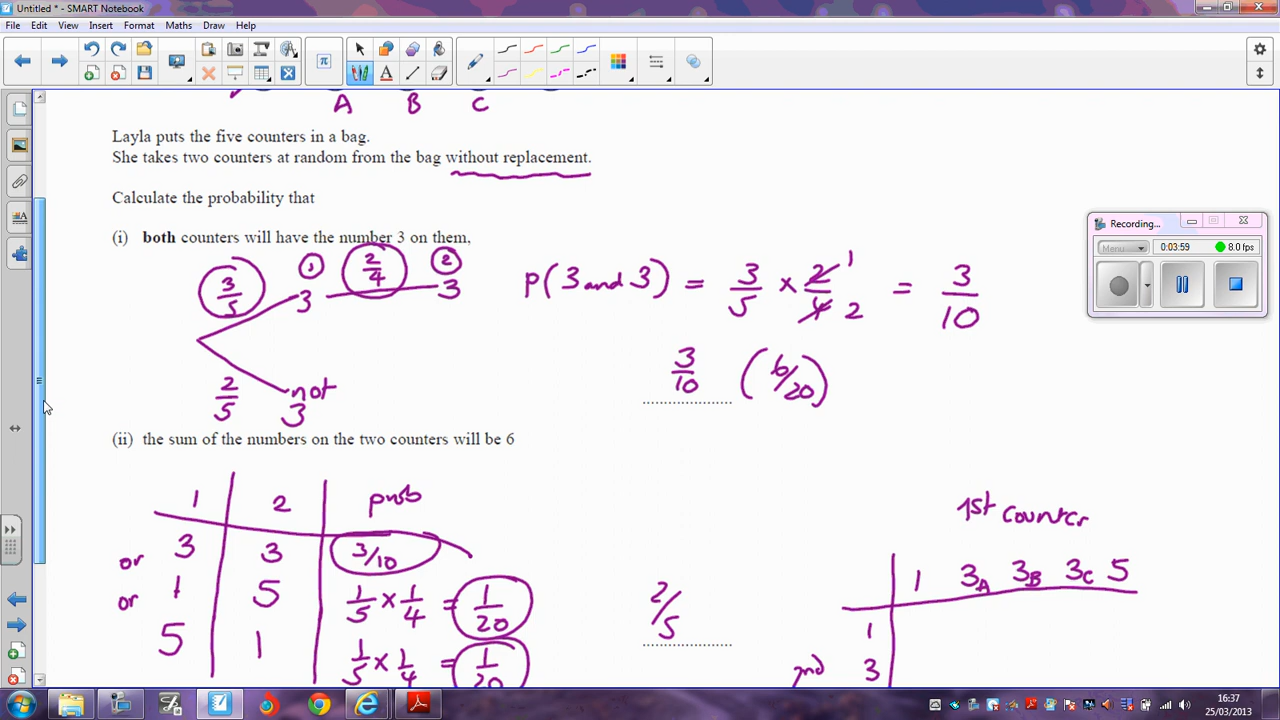 Untitled * - SMART Notebook
File Edit View Insert Format Maths Draw Help
A B C
Layla puts the five counters in a bag.
She takes two counters at random from the bag without replacement.
Calculate the probability that
(i) both counters will have the number 3 on them,
3/5 1 3 2/4 2 3
P(3 and 3) = 3/5 × 2/4 1 2 = 3/10
2/5 not 3
3/10 (6/20)
(ii) the sum of the numbers on the two counters will be 6
1 2 prob
3 3 3/10
or 1 5 1/5 × 1/4 = 1/20
or 5 1 1/5 × 1/4 = 1/20
2/5
1st counter
1 3A 3B 3C 5
1
2nd 3
Recording...
Menu 0:03:59 8.0 fps
16:37
25/03/2013